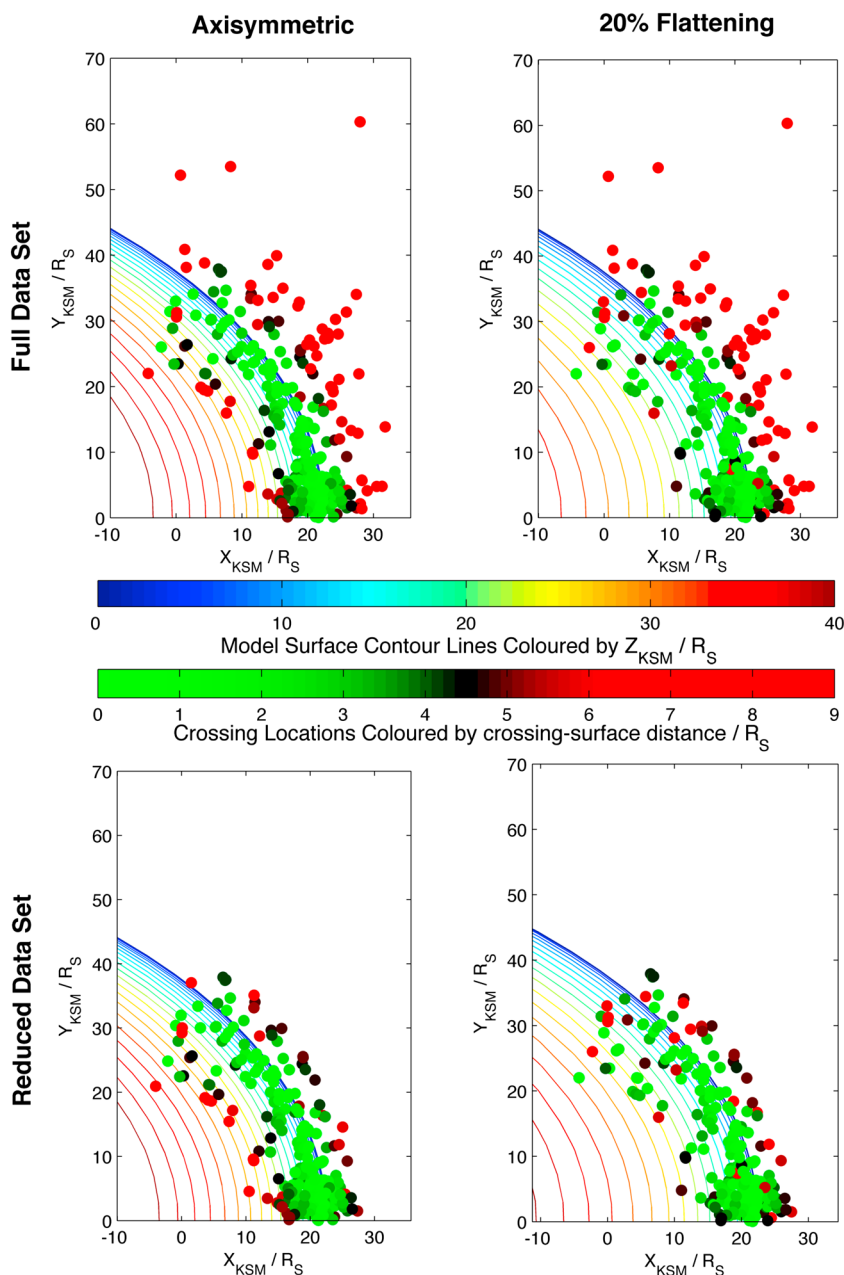 Axisymmetric
20% Flattening
Full Data Set
70
60
50
40
30
20
10
0
Y_KSM / R_S
-10 0 10 20 30
X_KSM / R_S
70
60
50
40
30
20
10
0
Y_KSM / R_S
-10 0 10 20 30
X_KSM / R_S
0 10 20 30 40
Model Surface Contour Lines Coloured by Z_KSM / R_S
0 1 2 3 4 5 6 7 8 9
Crossing Locations Coloured by crossing-surface distance / R_S
Reduced Data Set
70
60
50
40
30
20
10
0
Y_KSM / R_S
-10 0 10 20 30
X_KSM / R_S
70
60
50
40
30
20
10
0
Y_KSM / R_S
-10 0 10 20 30
X_KSM / R_S